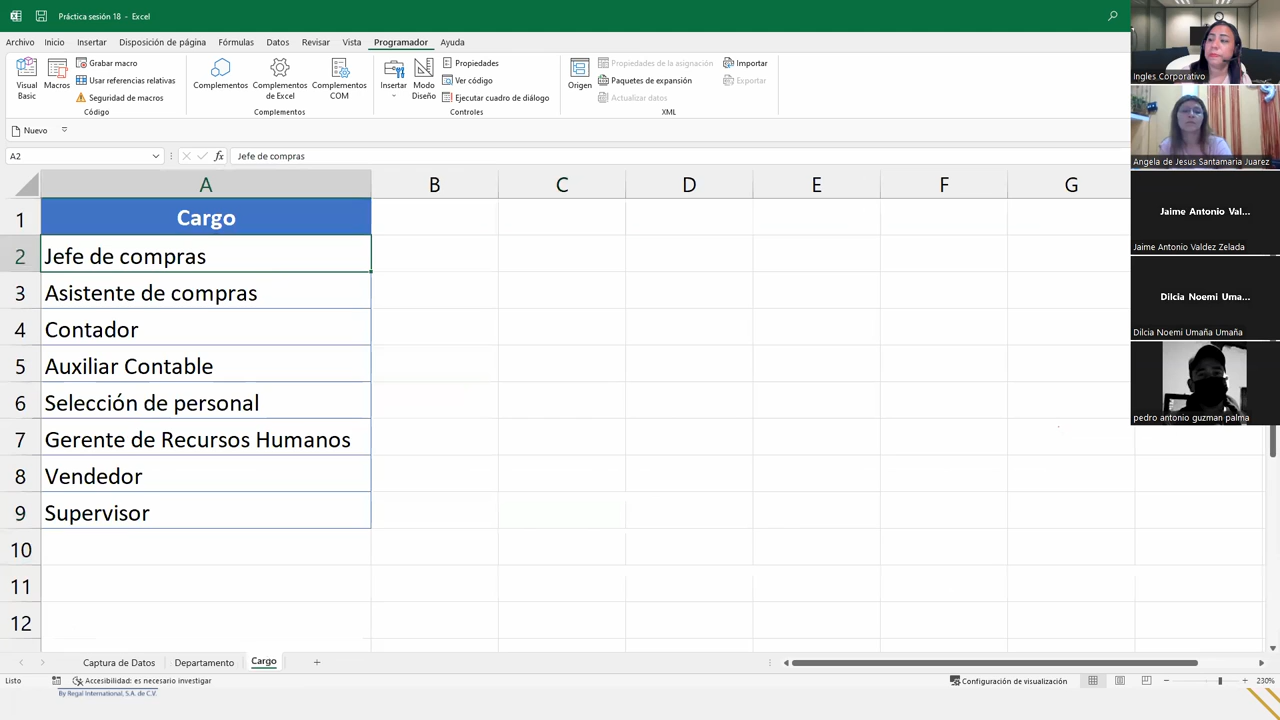 Práctica sesión 18 - Excel
Archivo Inicio Insertar Disposición de página Fórmulas Datos Revisar Vista Programador Ayuda
Visual Basic
Macros
Grabar macro
Usar referencias relativas
Seguridad de macros
Código
Complementos
Complementos de Excel
Complementos COM
Complementos
Insertar
Modo Diseño
Propiedades
Ver código
Ejecutar cuadro de diálogo
Controles
Origen
Propiedades de la asignación
Paquetes de expansión
Actualizar datos
Importar
Exportar
XML
Nuevo
A2 fx Jefe de compras
A B C D E F G
1 Cargo
2 Jefe de compras
3 Asistente de compras
4 Contador
5 Auxiliar Contable
6 Selección de personal
7 Gerente de Recursos Humanos
8 Vendedor
9 Supervisor
10
11
12
Captura de Datos Departamento Cargo
Listo Accesibilidad: es necesario investigar Configuración de visualización 230%
By Regal International, S.A. de C.V.
Ingles Corporativo
Angela de Jesus Santamaria Juarez
Jaime Antonio Val...
Jaime Antonio Valdez Zelada
Dilcia Noemi Uma...
Dilcia Noemi Umaña Umaña
pedro antonio guzman palma